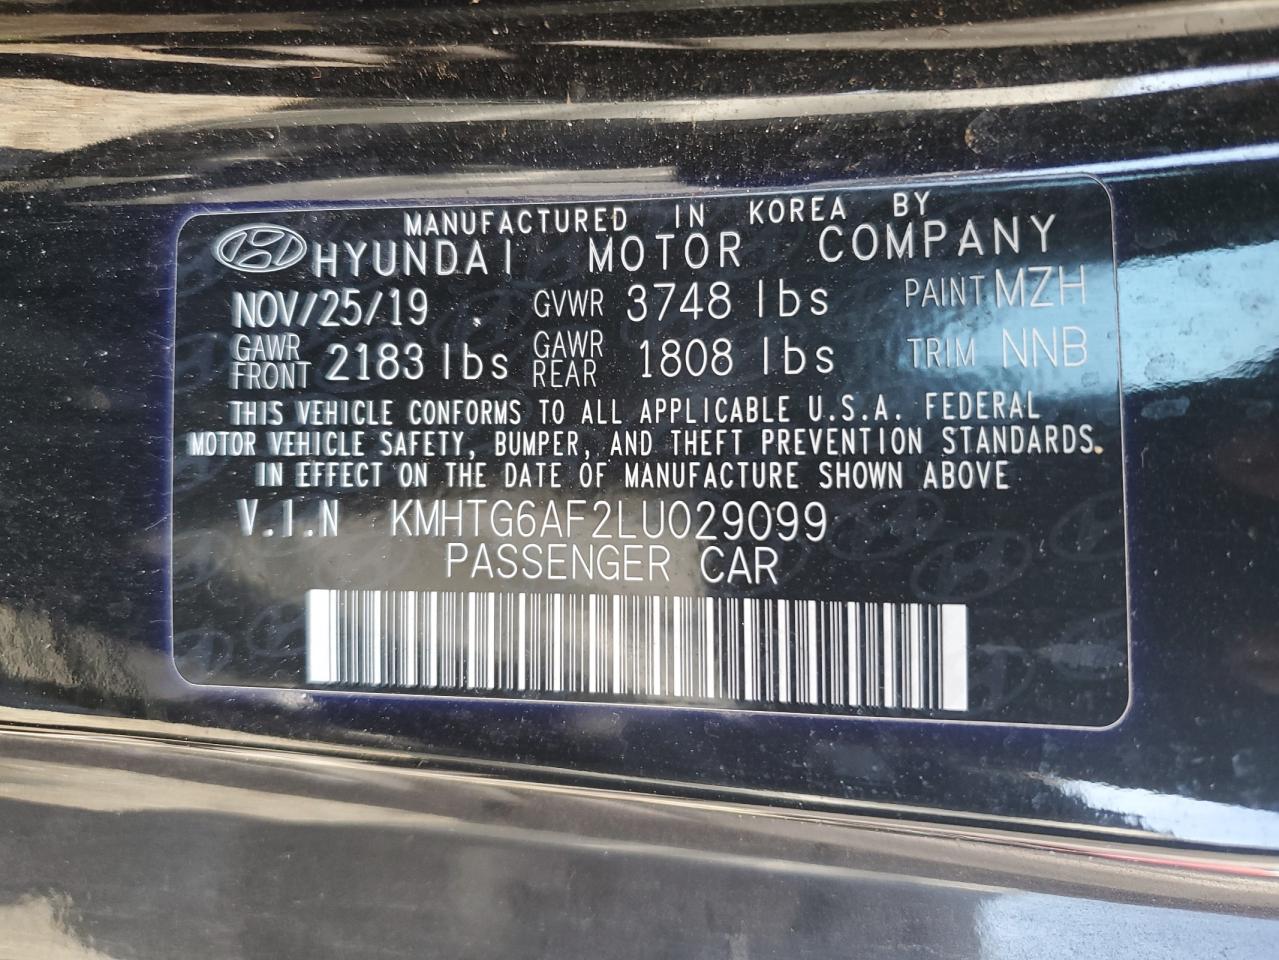 MANUFACTURED IN KOREA BY
HYUNDAI MOTOR COMPANY
NOV/25/19 GVWR 3748 lbs PAINT MZH
GAWR FRONT 2183 lbs GAWR REAR 1808 lbs TRIM NNB
THIS VEHICLE CONFORMS TO ALL APPLICABLE U.S.A. FEDERAL
MOTOR VEHICLE SAFETY, BUMPER, AND THEFT PREVENTION STANDARDS.
IN EFFECT ON THE DATE OF MANUFACTURE SHOWN ABOVE
V.I.N KMHTG6AF2LU029099
PASSENGER CAR